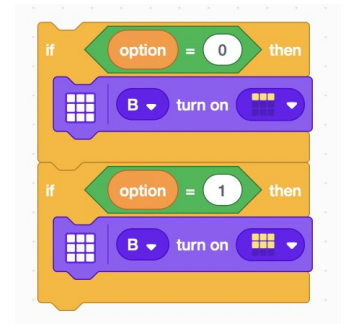 if option = 0 then
B turn on
if option = 1 then
B turn on